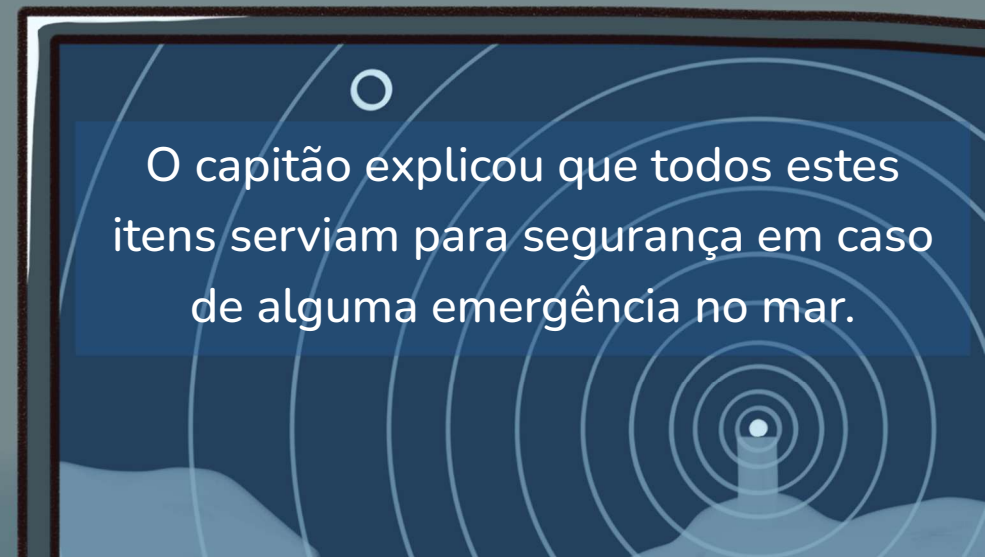 O capitão explicou que todos estes
itens serviam para segurança em caso
de alguma emergência no mar.